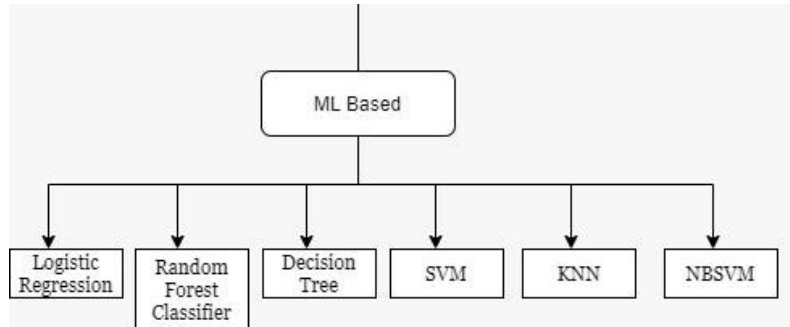 ML Based
Logistic
Regression
Random
Forest
Classifier
Decision
Tree
SVM
KNN
NBSVM